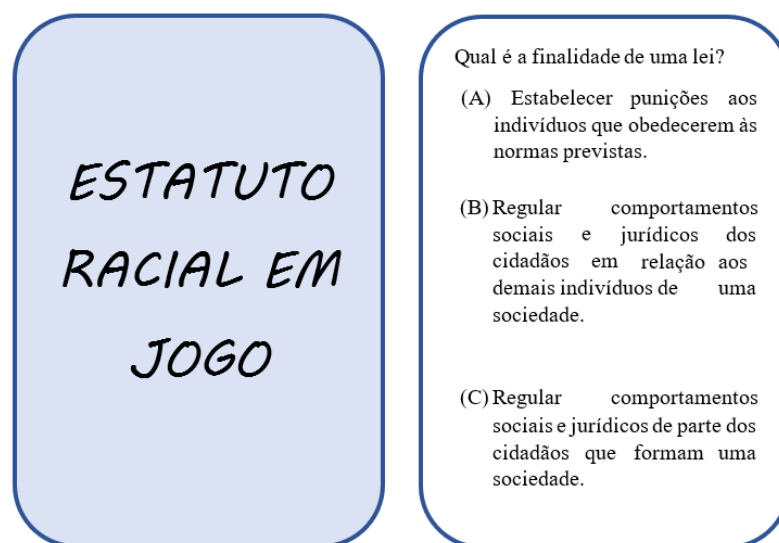 ESTATUTO
RACIAL EM
JOGO
Qual é a finalidade de uma lei?
(A) Estabelecer punições aos
indivíduos que obedecerem às
normas previstas.
(B) Regular comportamentos
sociais e jurídicos dos
cidadãos em relação aos
demais indivíduos de uma
sociedade.
(C) Regular comportamentos
sociais e jurídicos de parte dos
cidadãos que formam uma
sociedade.